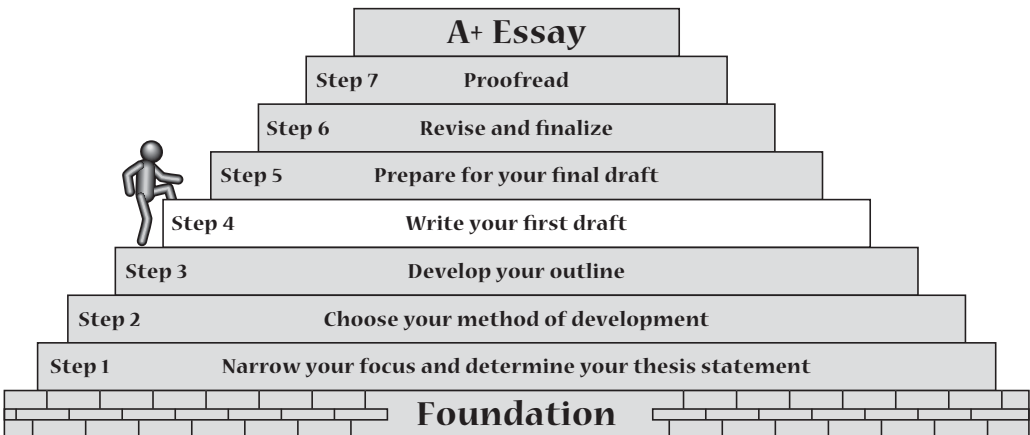 A+ Essay
Step 7 Proofread
Step 6 Revise and finalize
Step 5 Prepare for your final draft
Step 4 Write your first draft
Step 3 Develop your outline
Step 2 Choose your method of development
Step 1 Narrow your focus and determine your thesis statement
Foundation